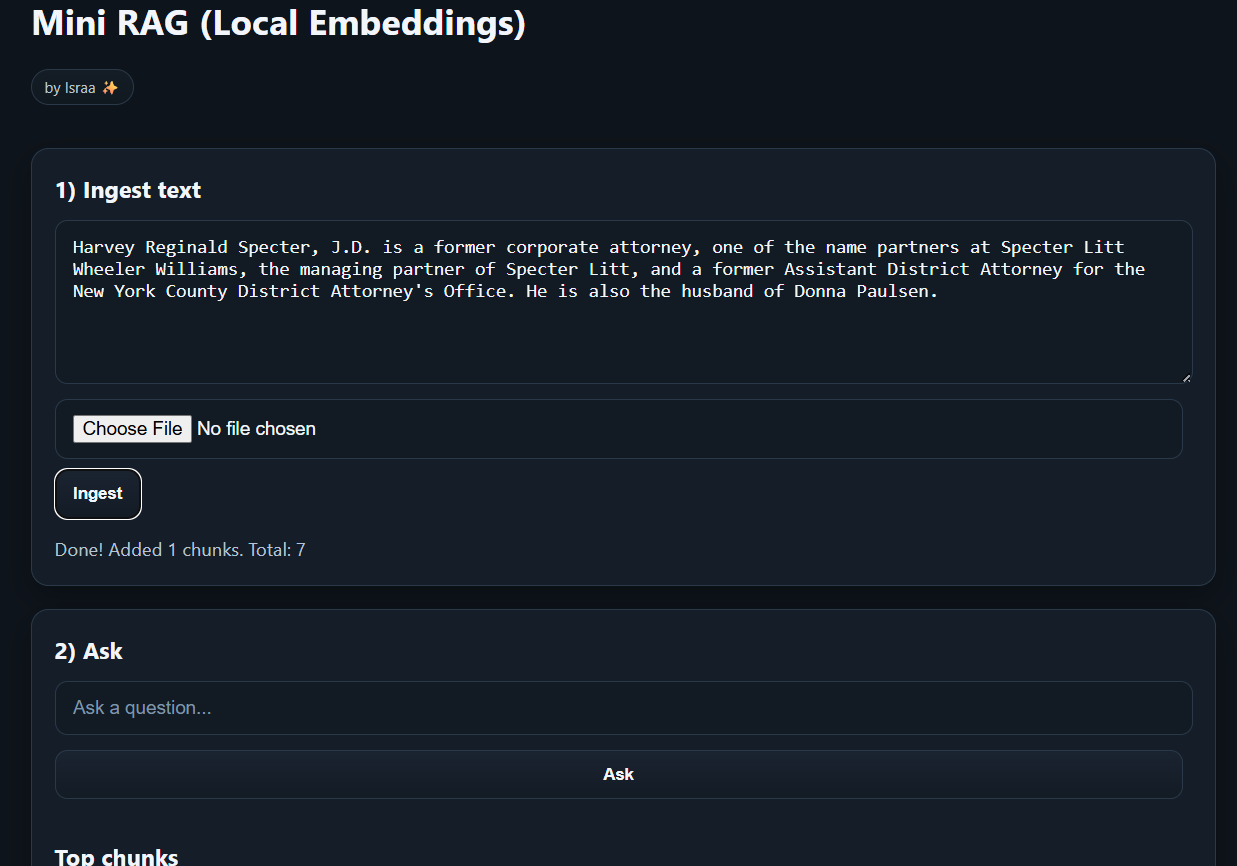 Mini RAG (Local Embeddings)
by Israa ✨
1) Ingest text
Harvey Reginald Specter, J.D. is a former corporate attorney, one of the name partners at Specter Litt
Wheeler Williams, the managing partner of Specter Litt, and a former Assistant District Attorney for the
New York County District Attorney's Office. He is also the husband of Donna Paulsen.
Choose File No file chosen
Ingest
Done! Added 1 chunks. Total: 7
2) Ask
Ask a question...
Ask
Top chunks